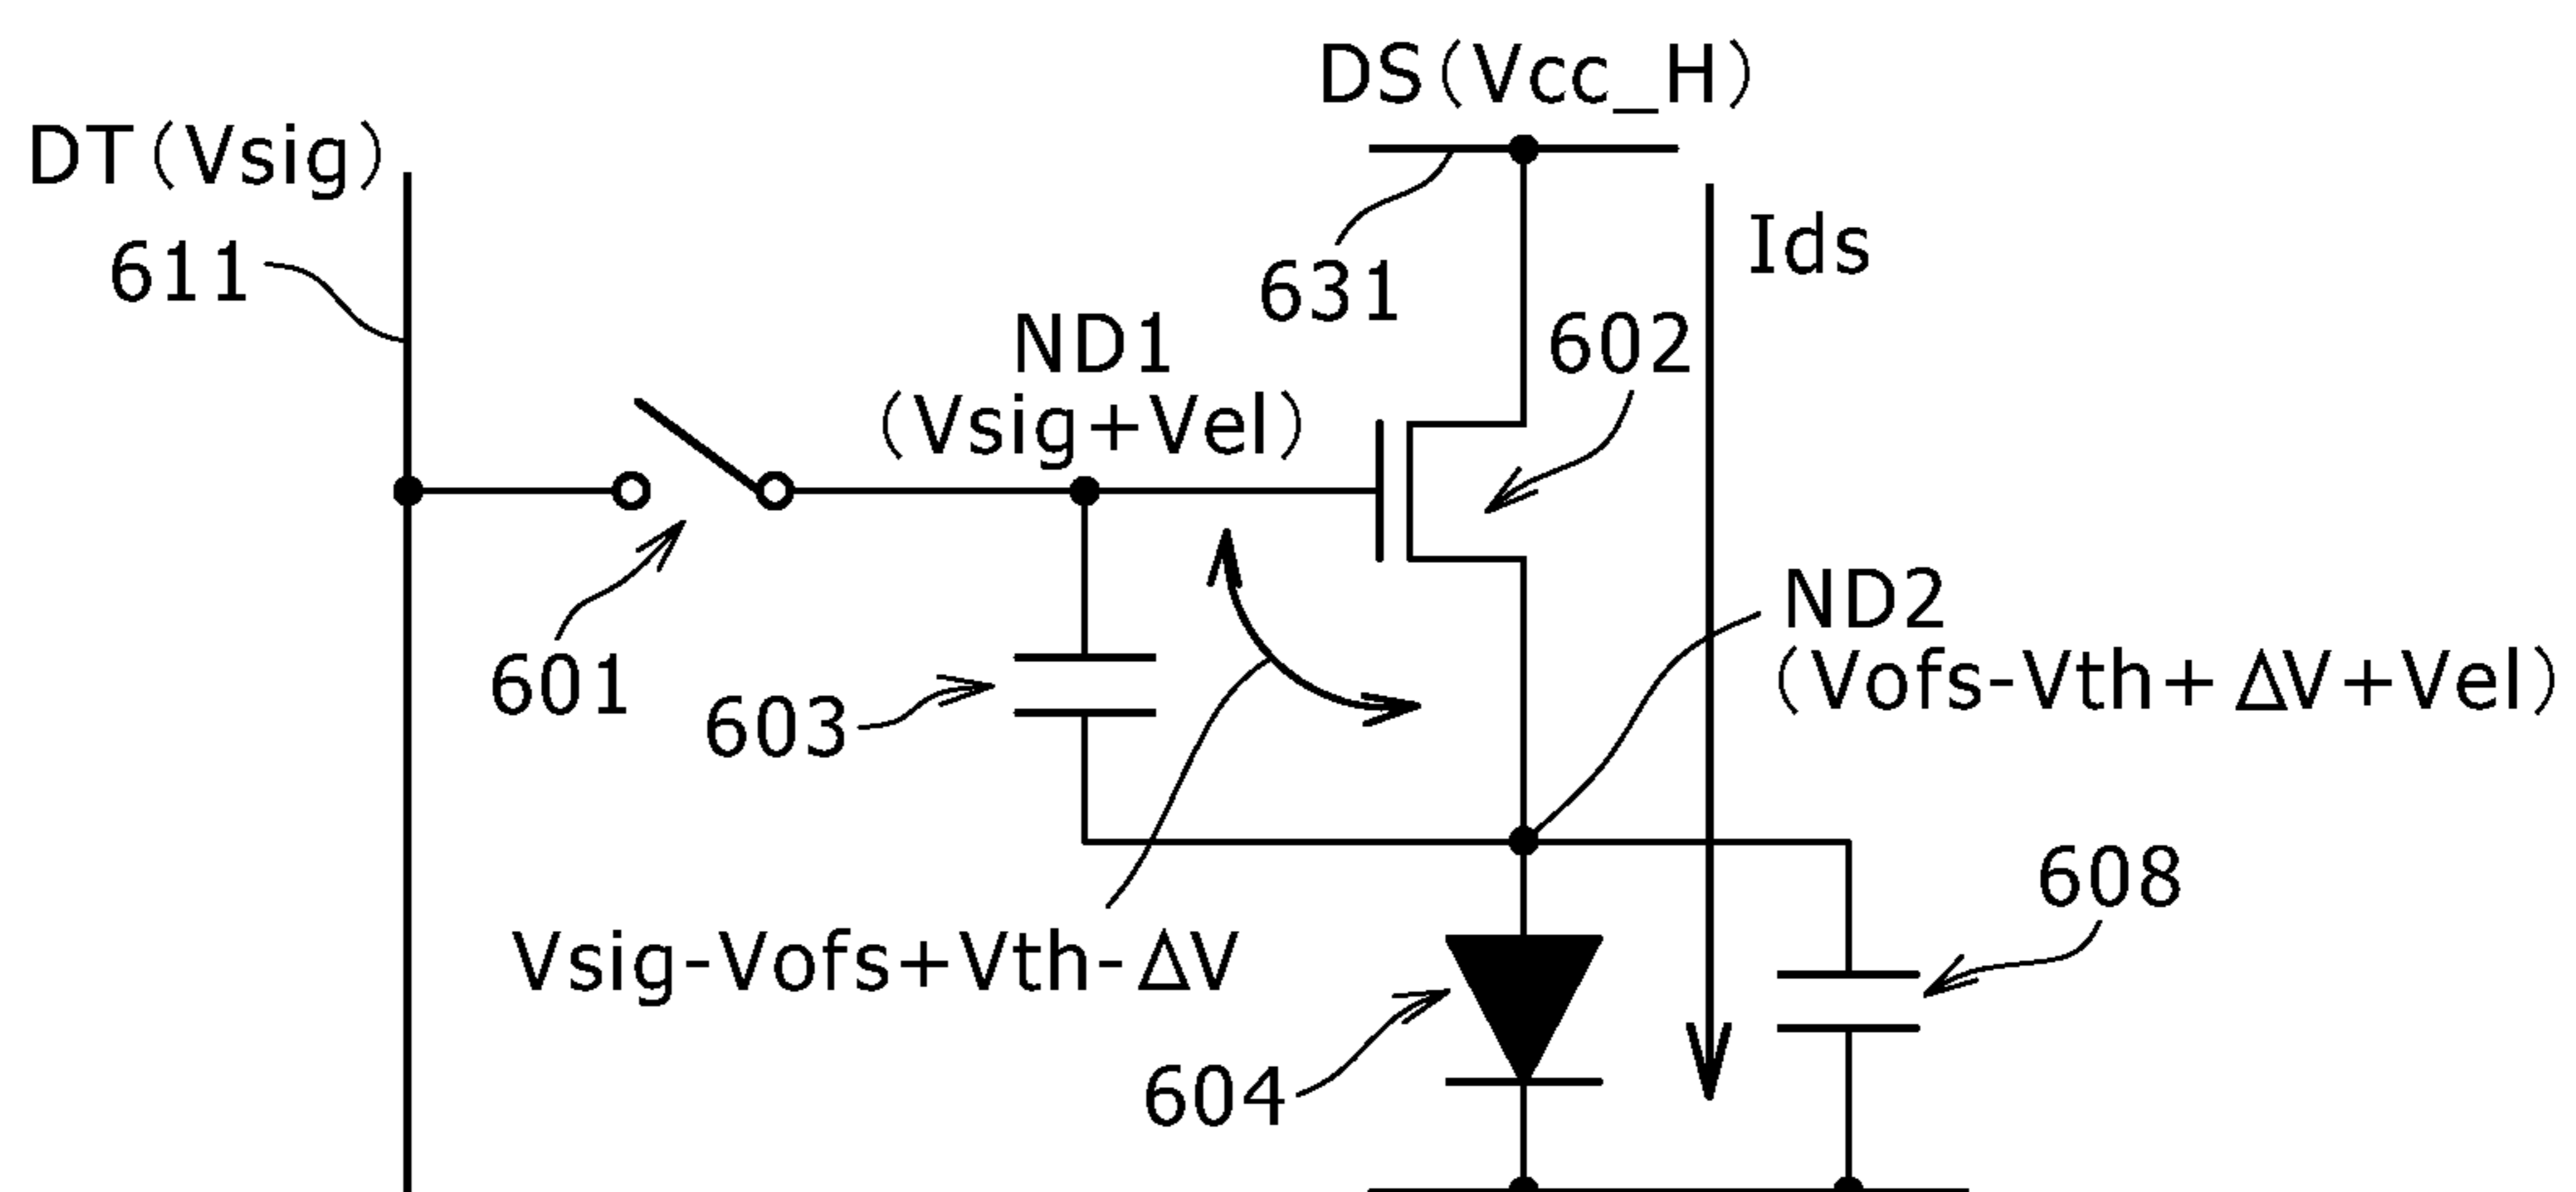 DS(Vcc_H)
DT(Vsig)
611
Ids
631
ND1
(Vsig+Vel)
602
ND2
(Vofs-Vth+ΔV+Vel)
601
603
608
Vsig-Vofs+Vth-ΔV
604